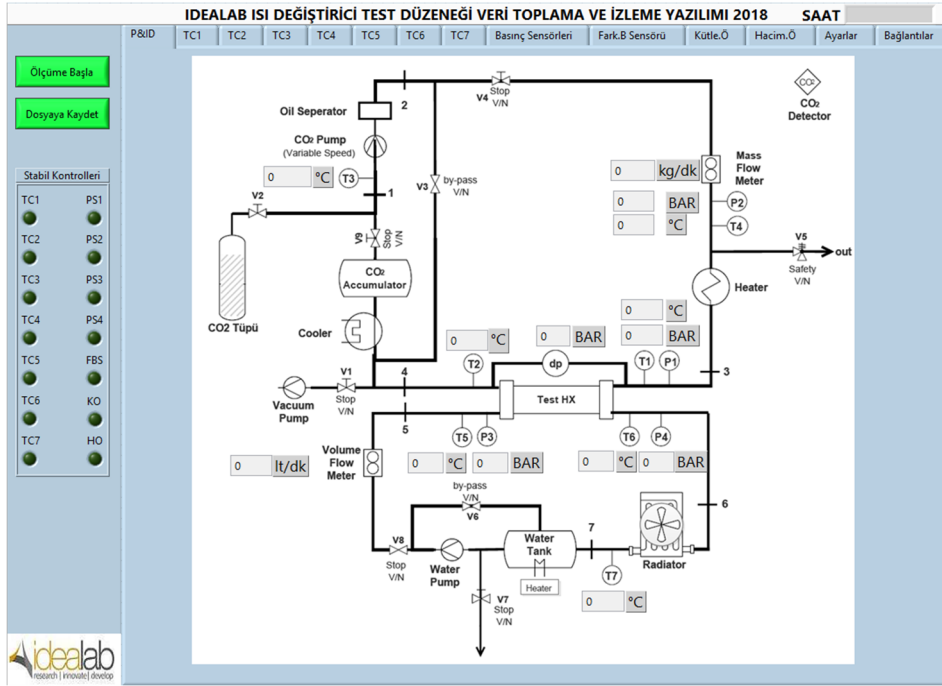 IDEALAB ISI DEĞİŞTİRİCİ TEST DÜZENEĞİ VERİ TOPLAMA VE İZLEME YAZILIMI 2018 SAAT
P&ID TC1 TC2 TC3 TC4 TC5 TC6 TC7 Basınç Sensörleri Fark.B Sensörü Kütle.Ö Hacim.Ö Ayarlar Bağlantılar
Ölçüme Başla
Dosyaya Kaydet
Stabil Kontrolleri
TC1 PS1
TC2 PS2
TC3 PS3
TC4 PS4
TC5 FBS
TC6 KO
TC7 HO
idealab
research | innovate | develop
2
Oil Seperator
V4
Stop
V/N
CO2
CO2
Detector
CO2 Pump
(Variable Speed)
0 °C
T3
1
V3
by-pass
V/N
0 kg/dk
Mass
Flow
Meter
0 BAR
P2
0 °C
T4
V2
V9
Stop
V/N
V5
out
Safety
V/N
CO2
Accumulator
Heater
CO2 Tüpü
Cooler
0 °C
0 BAR
0 °C
T2
0 BAR
dp
T1
P1
3
V1
Stop
V/N
Vacuum
Pump
4
5
Test HX
T5
P3
T6
P4
Volume
Flow
Meter
0 lt/dk
0 °C
0 BAR
0 °C
0 BAR
by-pass
V/N
V6
6
V8
Stop
V/N
Water
Pump
Water
Tank
Heater
7
T7
Radiator
V7
Stop
V/N
0 °C